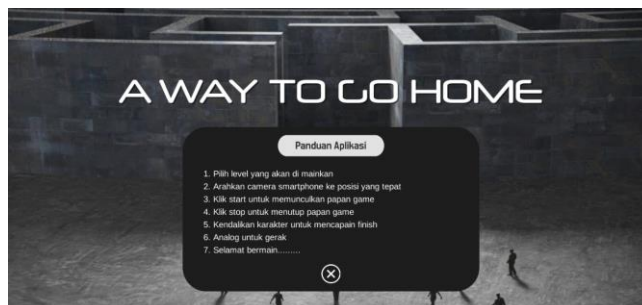 A WAY TO GO HOME
Panduan Aplikasi
1. Pilih level yang akan di mainkan
2. Arahkan camera smartphone ke posisi yang tepat
3. Klik start untuk memunculkan papan game
4. Klik stop untuk menutup papan game
5. Kendalikan karakter untuk mencapain finish
6. Analog untuk gerak
7. Selamat bermain.........